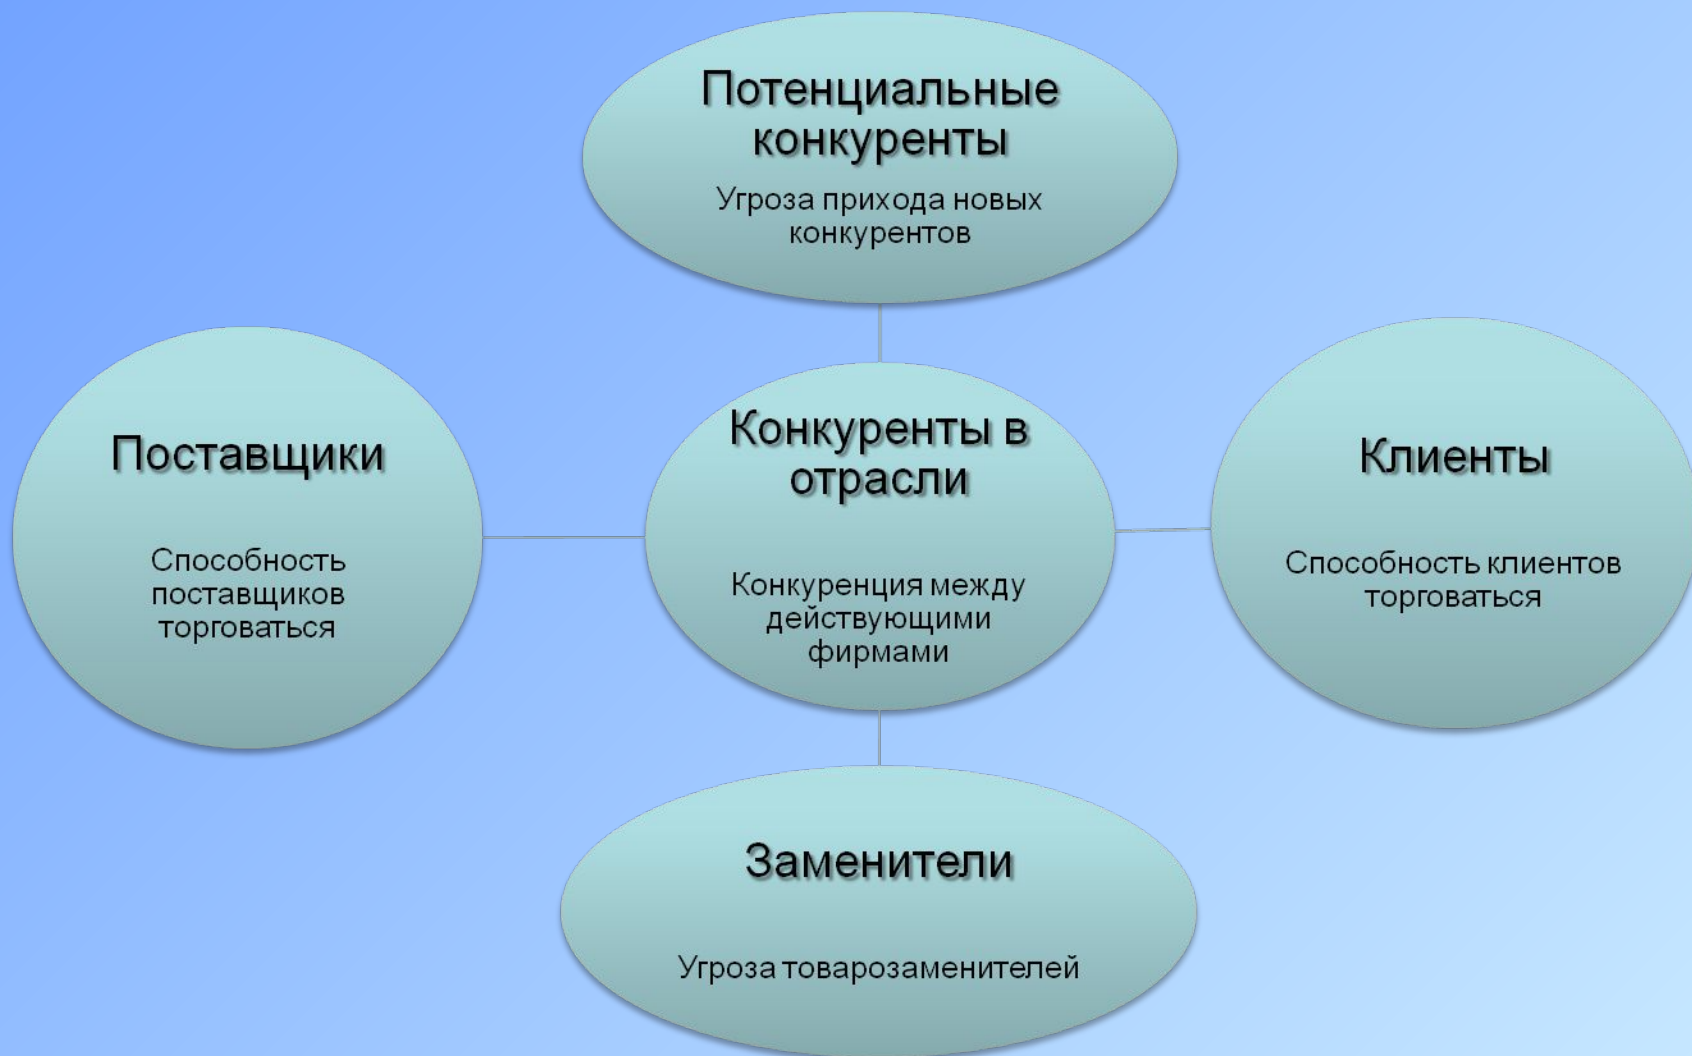 Потенциальные
конкуренты
Угроза прихода новых
конкурентов
Поставщики
Способность
поставщиков
торговаться
Конкуренты в
отрасли
Конкуренция между
действующими
фирмами
Клиенты
Способность клиентов
торговаться
Заменители
Угроза товарозаменителей